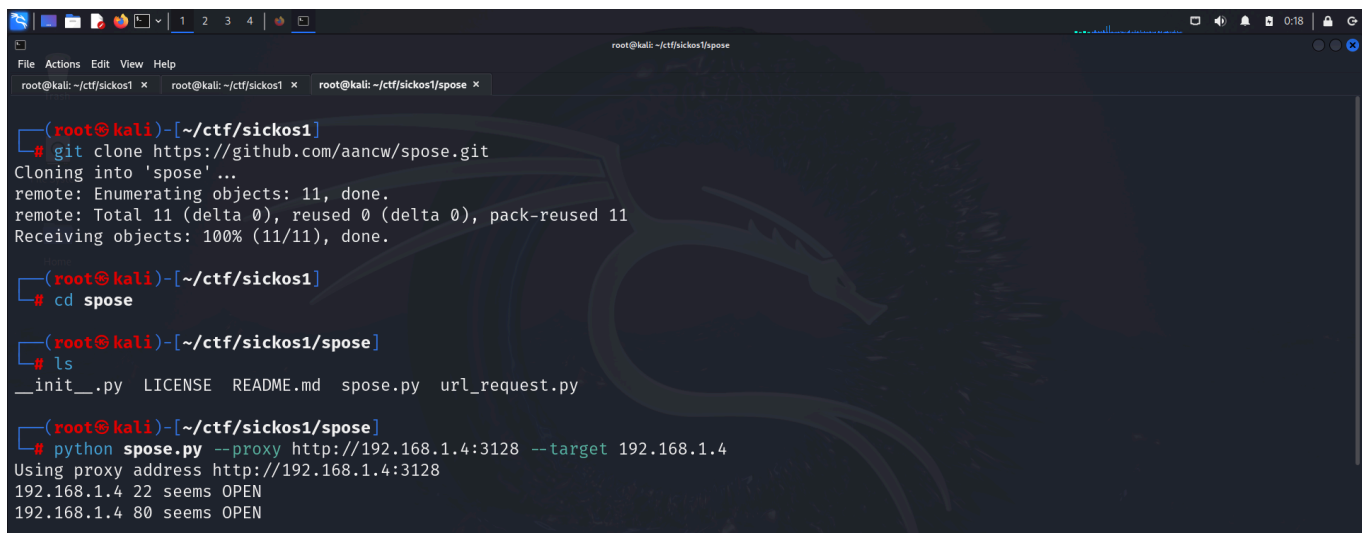 1 2 3 4
0:18
root@kali: ~/ctf/sickos1/spose
File Actions Edit View Help
root@kali: ~/ctf/sickos1 × root@kali: ~/ctf/sickos1 × root@kali: ~/ctf/sickos1/spose ×
┌──(root㉿kali)-[~/ctf/sickos1]
└─# git clone https://github.com/aancw/spose.git
Cloning into 'spose'...
remote: Enumerating objects: 11, done.
remote: Total 11 (delta 0), reused 0 (delta 0), pack-reused 11
Receiving objects: 100% (11/11), done.
┌──(root㉿kali)-[~/ctf/sickos1]
└─# cd spose
┌──(root㉿kali)-[~/ctf/sickos1/spose]
└─# ls
__init__.py LICENSE README.md spose.py url_request.py
┌──(root㉿kali)-[~/ctf/sickos1/spose]
└─# python spose.py --proxy http://192.168.1.4:3128 --target 192.168.1.4
Using proxy address http://192.168.1.4:3128
192.168.1.4 22 seems OPEN
192.168.1.4 80 seems OPEN